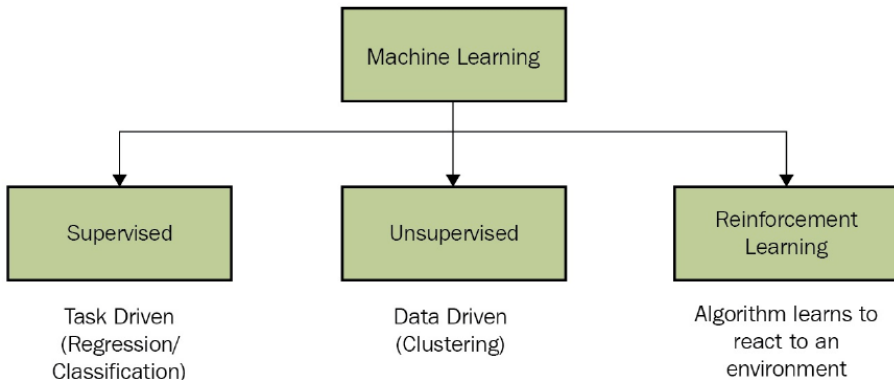 Machine Learning
Supervised
Unsupervised
Reinforcement
Learning
Task Driven
(Regression/
Classification)
Data Driven
(Clustering)
Algorithm learns to
react to an
environment